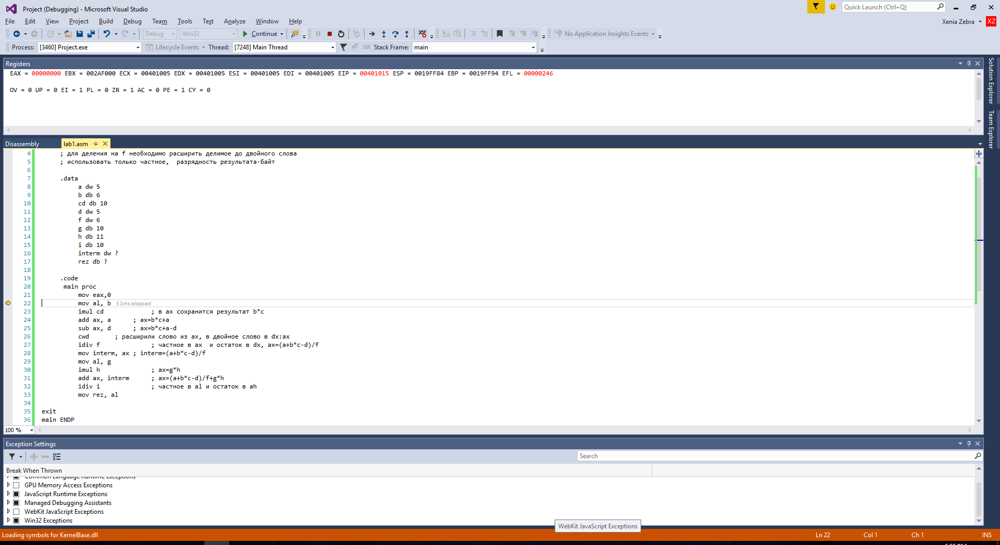 Project (Debugging) - Microsoft Visual Studio
Quick Launch (Ctrl+Q)
File Edit View Project Build Debug Team Tools Test Analyze Window Help
Xenia Zebra XZ
Debug Win32 Continue No Application Insights Events
Process: [3460] Project.exe Lifecycle Events Thread: [7248] Main Thread Stack Frame: main
Registers
EAX = 00000000 EBX = 002AF000 ECX = 00401005 EDX = 00401005 ESI = 00401005 EDI = 00401005 EIP = 00401015 ESP = 0019FF84 EBP = 0019FF94 EFL = 00000246
OV = 0 UP = 0 EI = 1 PL = 0 ZR = 1 AC = 0 PE = 1 CY = 0
Solution Explorer
Team Explorer
Disassembly lab1.asm
4 ; для деления на f необходимо расширить делимое до двойного слова
5 ; использовать только частное, разрядность результата-байт
6
7 .data
8 a dw 5
9 b db 6
10 cd db 10
11 d dw 5
12 f dw 6
13 g db 10
14 h db 11
15 i db 10
16 interm dw ?
17 rez db ?
18
19 .code
20 main proc
21 mov eax,0
22 mov al, b ≤1ms elapsed
23 imul cd ; в ax сохранится результат b*c
24 add ax, a ; ax=b*c+a
25 sub ax, d ; ax=b*c+a-d
26 cwd ; расширили слово из ax, в двойное слово в dx:ax
27 idiv f ; частное в ax и остаток в dx, ax=(a+b*c-d)/f
28 mov interm, ax ; interm=(a+b*c-d)/f
29 mov al, g
30 imul h ; ax=g*h
31 add ax, interm ; ax=(a+b*c-d)/f+g*h
32 idiv i ; частное в al и остаток в ah
33 mov rez, al
34
35 exit
36 main ENDP
100 %
Exception Settings
Search
Break When Thrown
Common Language Runtime Exceptions
GPU Memory Access Exceptions
JavaScript Runtime Exceptions
Managed Debugging Assistants
WebKit JavaScript Exceptions
Win32 Exceptions
WebKit JavaScript Exceptions
Loading symbols for KernelBase.dll
Ln 22 Col 1 Ch 1 INS